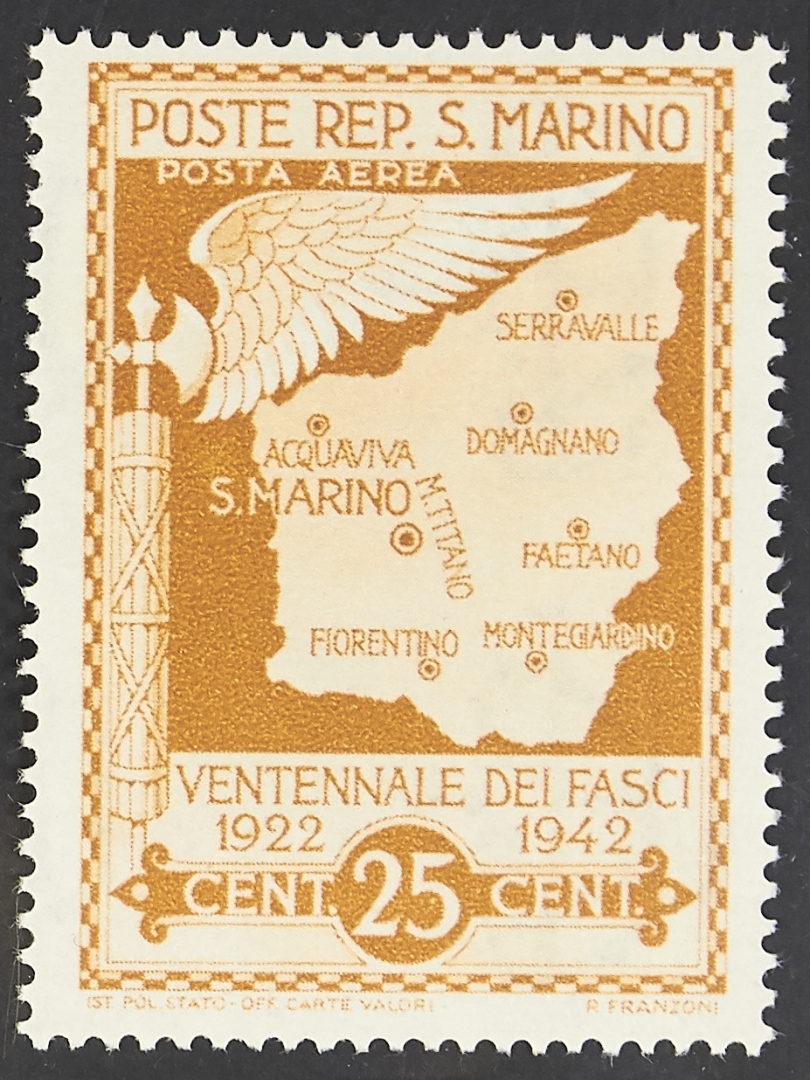 POSTE REP. S. MARINO
POSTA AEREA
SERRAVALLE
ACQUAVIVA
DOMAGNANO
S. MARINO
M. TITANO
FAETANO
FIORENTINO
MONTEGIARDINO
VENTENNALE DEI FASCI
1922 1942
CENT. 25 CENT.
IST. POL. STATO - OFF. CARTE VALORI R. FRANZONI